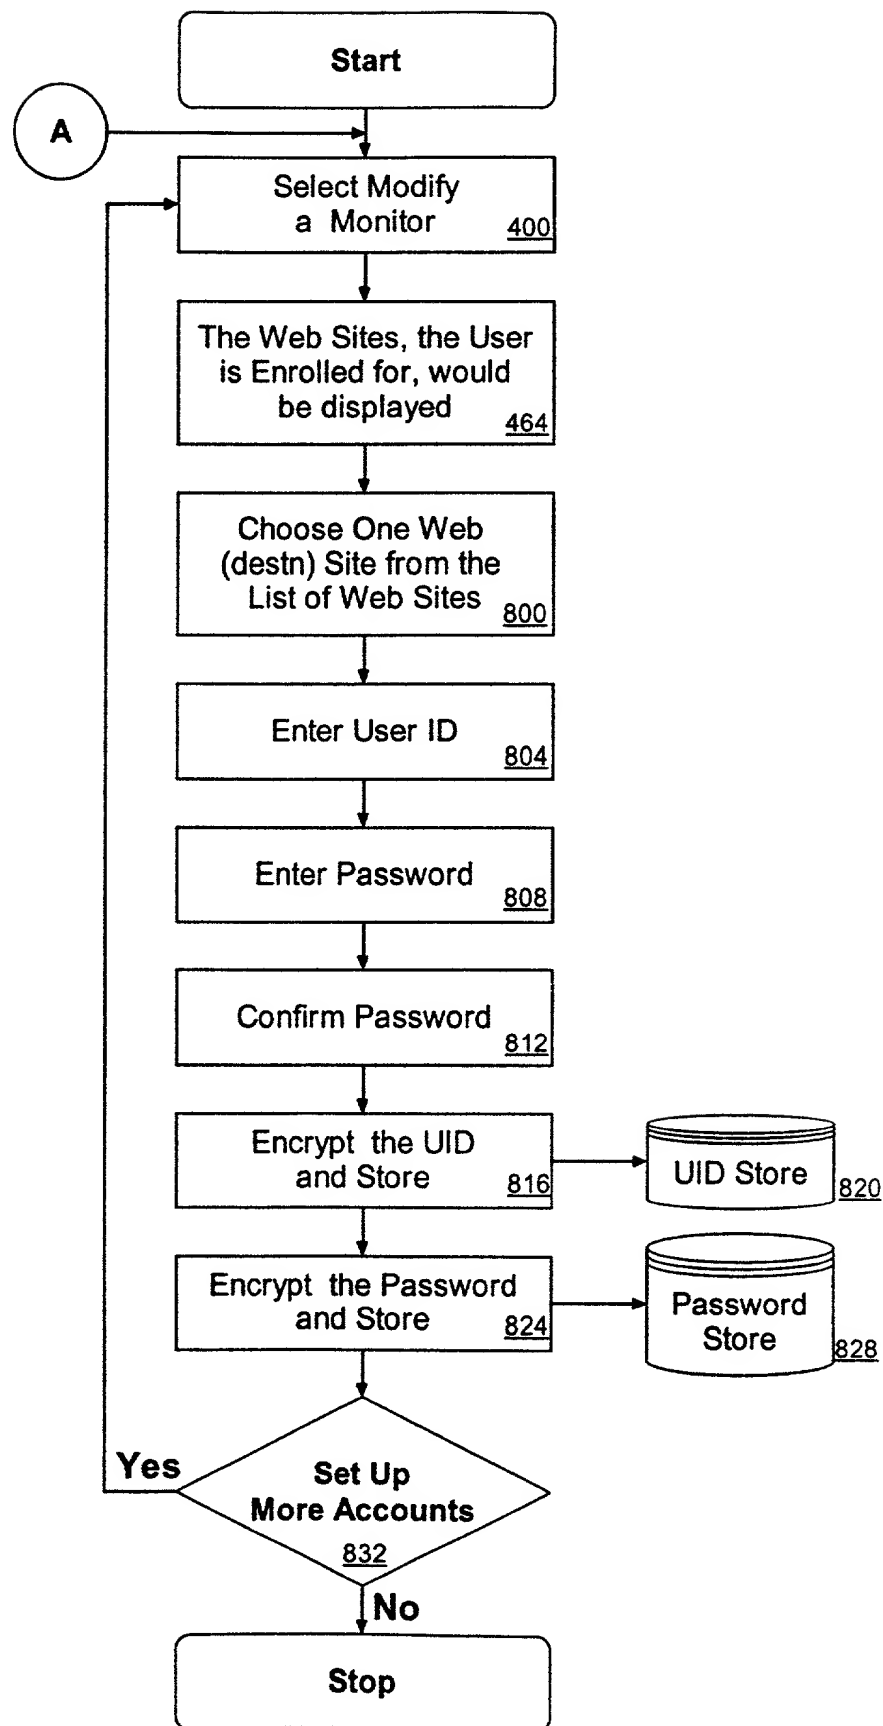 Start
A
Select Modify
a Monitor
400
The Web Sites, the User
is Enrolled for, would
be displayed
464
Choose One Web
(destn) Site from the
List of Web Sites
800
Enter User ID
804
Enter Password
808
Confirm Password
812
Encrypt the UID
and Store
816
UID Store
820
Encrypt the Password
and Store
824
Password
Store
828
Yes
Set Up
More Accounts
832
No
Stop